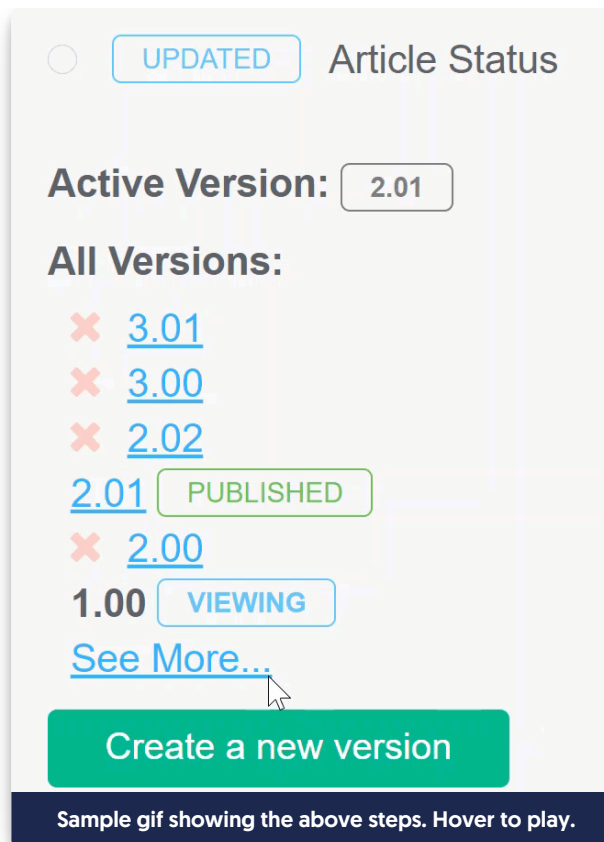 UPDATED Article Status
Active Version: 2.01
All Versions:
3.01
3.00
2.02
2.01 PUBLISHED
2.00
1.00 VIEWING
See More...
Create a new version
Sample gif showing the above steps. Hover to play.